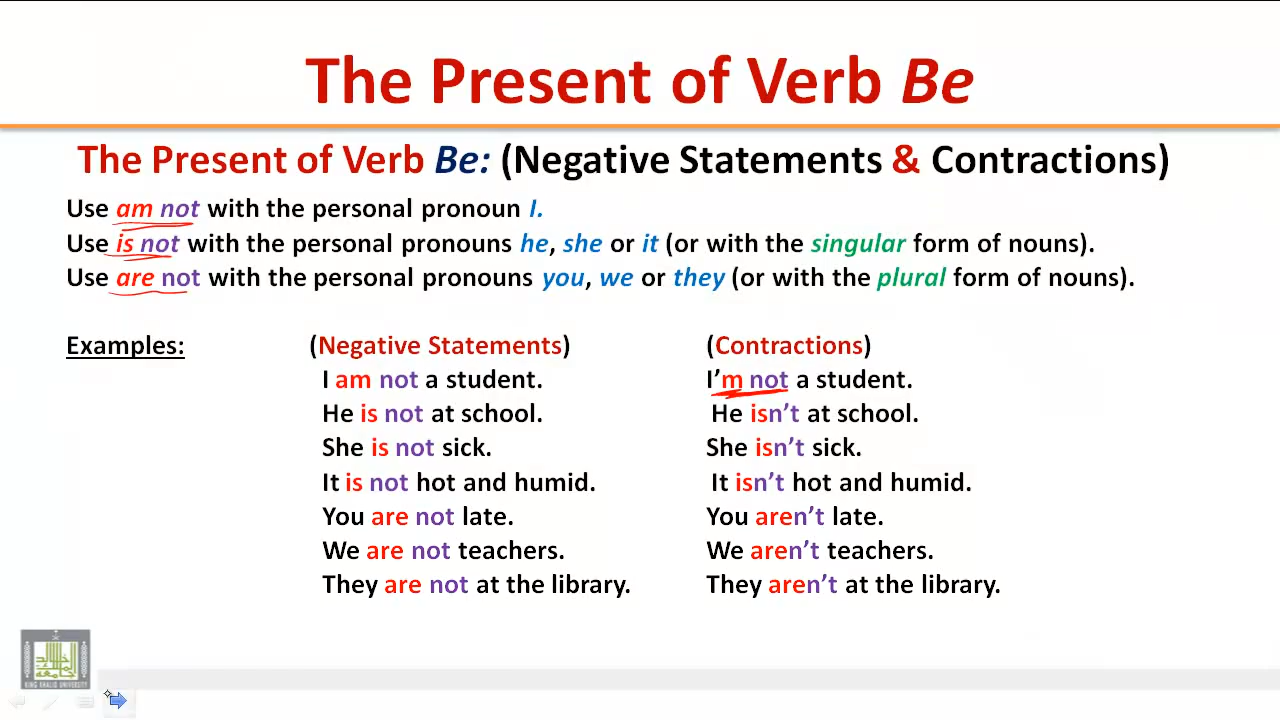 The Present of Verb Be
The Present of Verb Be: (Negative Statements & Contractions)
Use am not with the personal pronoun I.
Use is not with the personal pronouns he, she or it (or with the singular form of nouns).
Use are not with the personal pronouns you, we or they (or with the plural form of nouns).
Examples: (Negative Statements) (Contractions)
I am not a student. I’m not a student.
He is not at school. He isn’t at school.
She is not sick. She isn’t sick.
It is not hot and humid. It isn’t hot and humid.
You are not late. You aren’t late.
We are not teachers. We aren’t teachers.
They are not at the library. They aren’t at the library.
KING KHALID UNIVERSITY